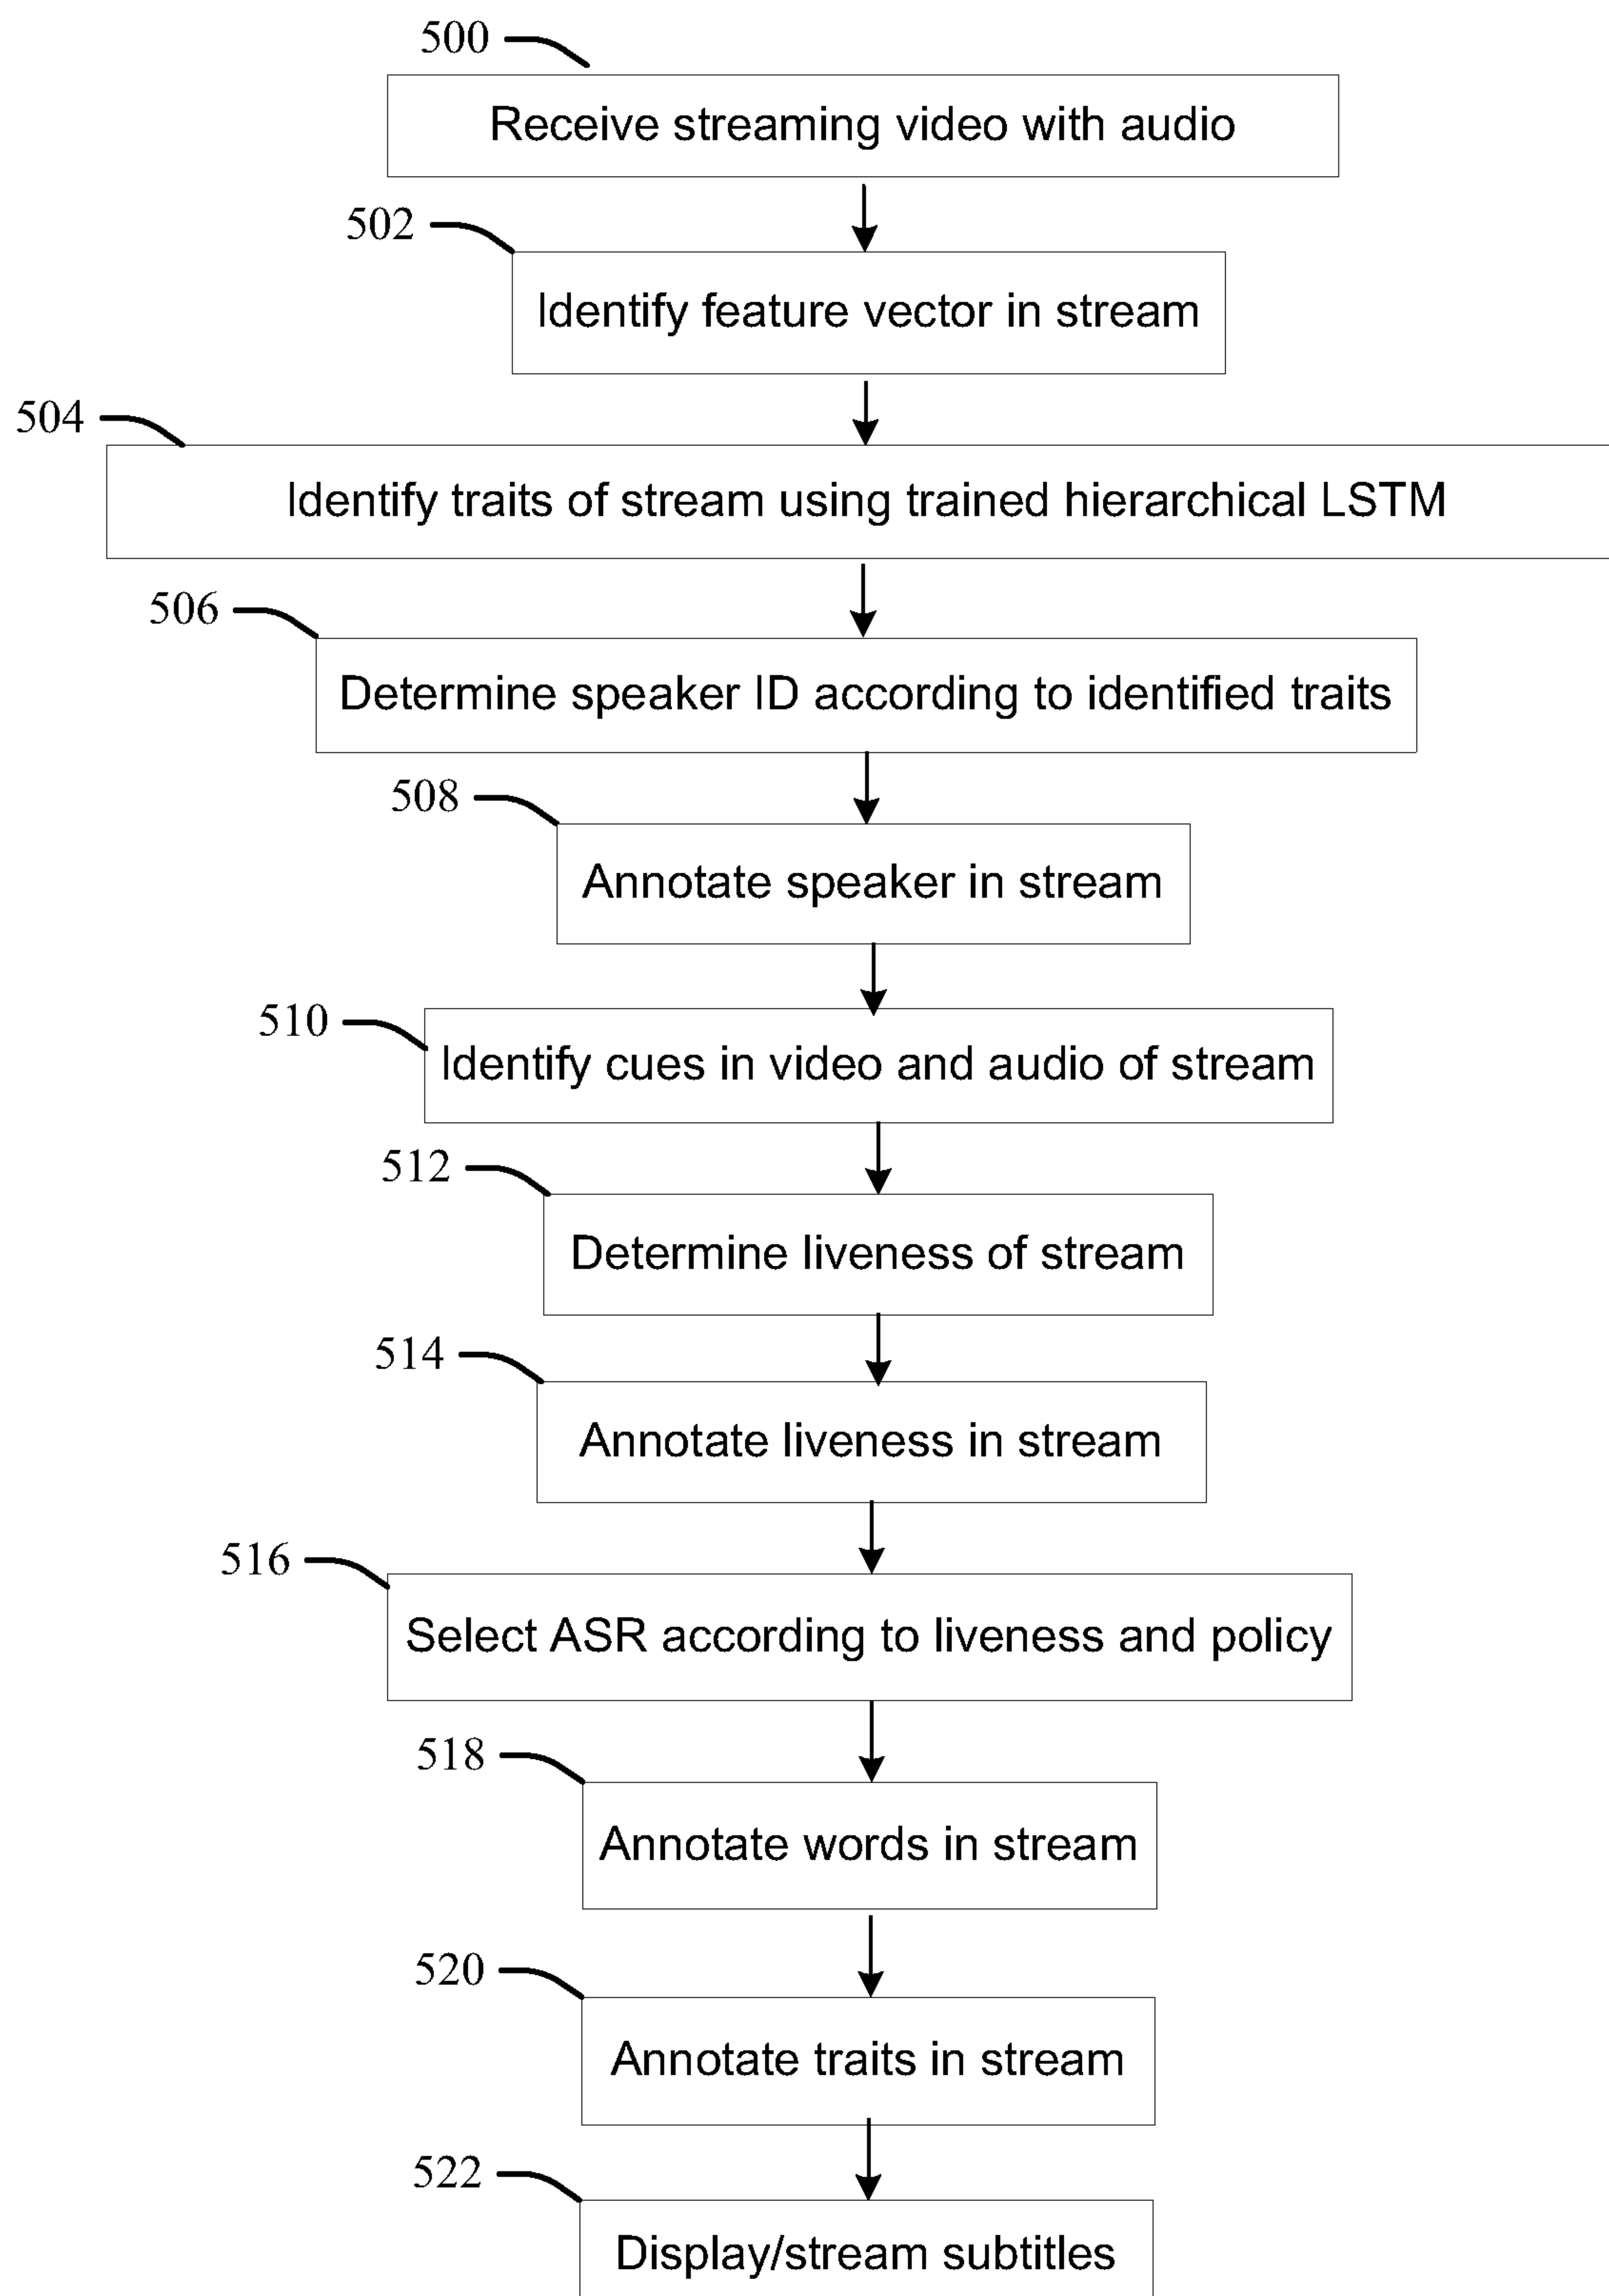 500
Receive streaming video with audio
502
Identify feature vector in stream
504
Identify traits of stream using trained hierarchical LSTM
506
Determine speaker ID according to identified traits
508
Annotate speaker in stream
510
Identify cues in video and audio of stream
512
Determine liveness of stream
514
Annotate liveness in stream
516
Select ASR according to liveness and policy
518
Annotate words in stream
520
Annotate traits in stream
522
Display/stream subtitles